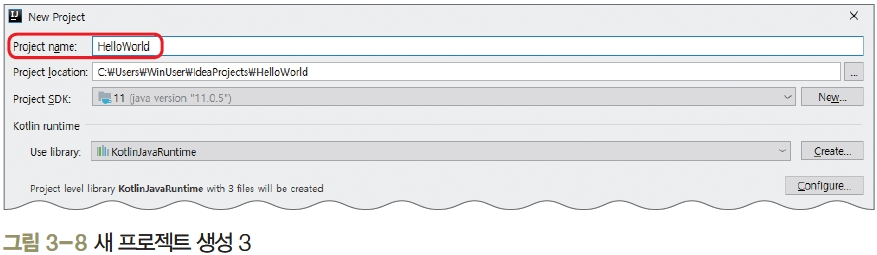 New Project
Project name: HelloWorld
Project location: C:₩Users₩WinUser₩IdeaProjects₩HelloWorld ...
Project SDK: 11 (java version "11.0.5") New...
Kotlin runtime
Use library: KotlinJavaRuntime Create...
Project level library KotlinJavaRuntime with 3 files will be created Configure...
그림 3-8 새 프로젝트 생성 3